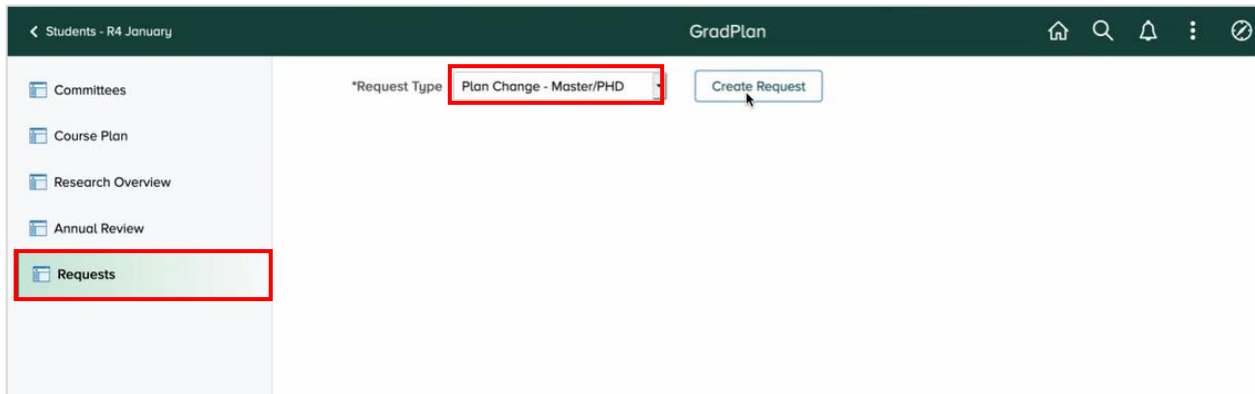 Students - R4 January
GradPlan
Committees
*Request Type
Plan Change - Master/PHD
Create Request
Course Plan
Research Overview
Annual Review
Requests